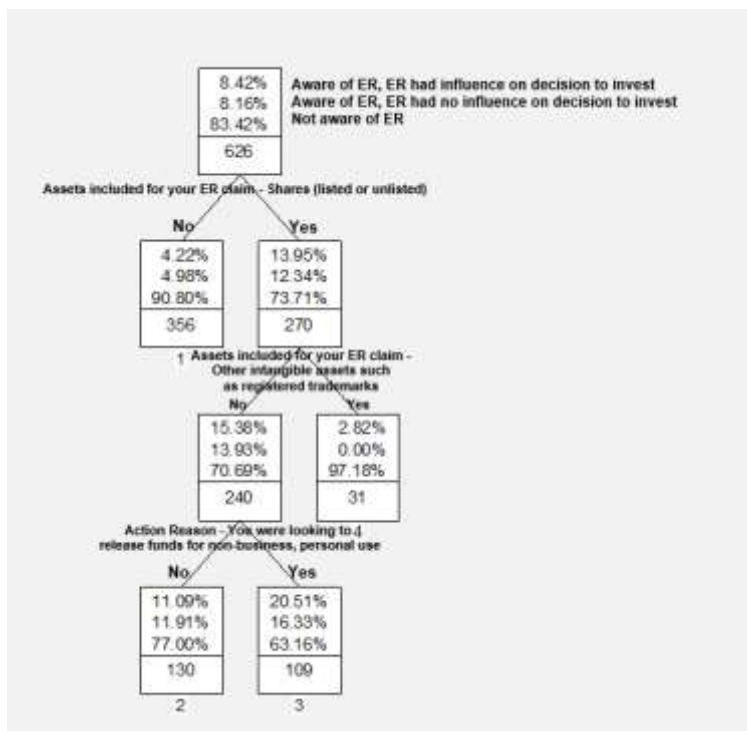 8.42%
8.16%
83.42%
626
Aware of ER, ER had influence on decision to invest
Aware of ER, ER had no influence on decision to invest
Not aware of ER
Assets included for your ER claim - Shares (listed or unlisted)
No
Yes
4.22%
4.98%
90.80%
356
1
13.95%
12.34%
73.71%
270
Assets included for your ER claim -
Other intangible assets such
as registered trademarks
No
Yes
15.38%
13.93%
70.69%
240
2.82%
0.00%
97.18%
31
4
Action Reason - You were looking to
release funds for non-business, personal use
No
Yes
11.09%
11.91%
77.00%
130
2
20.51%
16.33%
63.16%
109
3